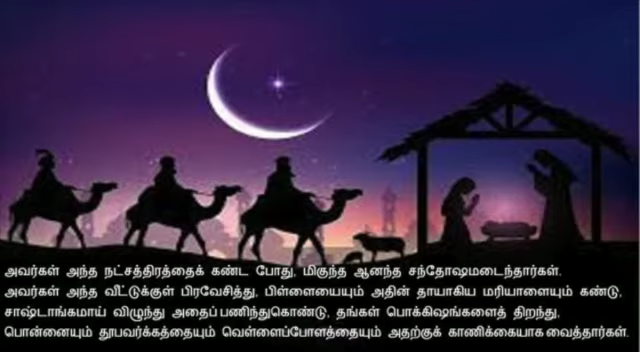 அவர்கள் அந்த நட்சத்திரத்தைக் கண்ட போது, மிகுந்த ஆனந்த சந்தோஷமடைந்தார்கள்.
அவர்கள் அந்த வீட்டுக்குள் பிரவேசித்து, பிள்ளையையும் அதின் தாயாகிய மரியாளையும் கண்டு,
சாஷ்டாங்கமாய் விழுந்து அதைப் பணிந்துகொண்டு, தங்கள் பொக்கிஷங்களைத் திறந்து,
பொன்னையும் தூபவர்க்கத்தையும் வெள்ளைப்போளத்தையும் அதற்குக் காணிக்கையாக வைத்தார்கள்.